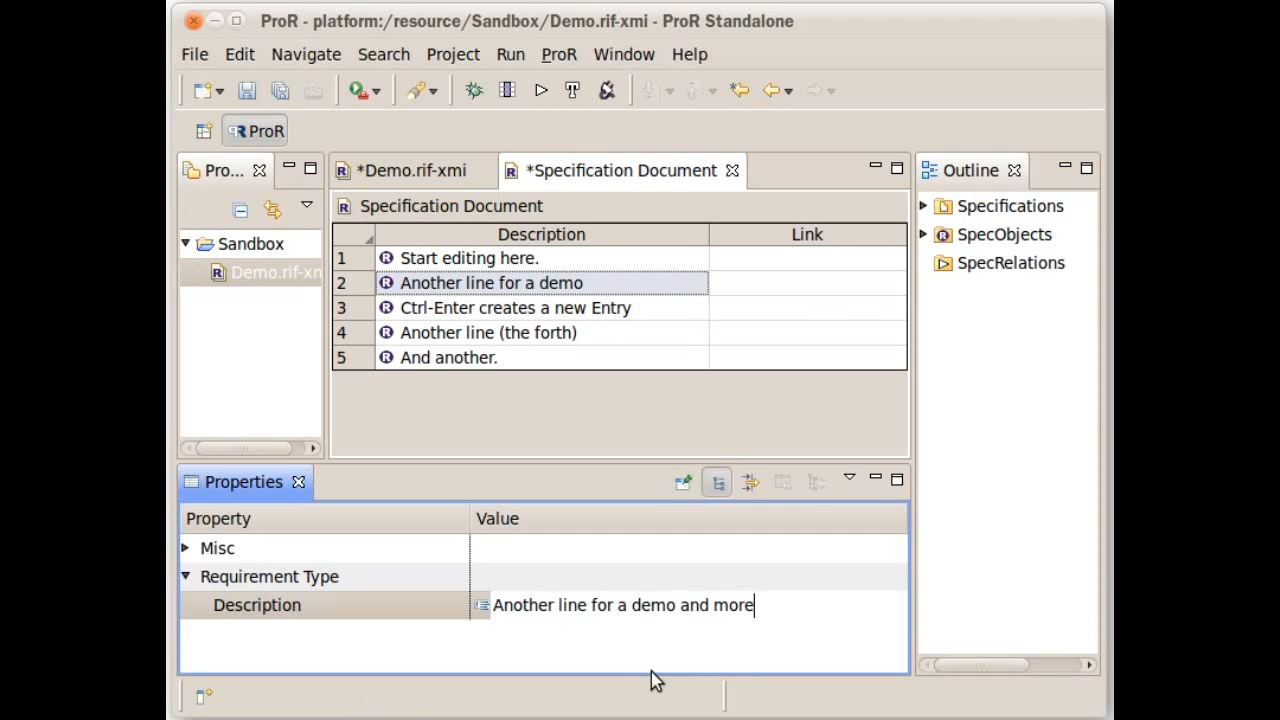 ProR - platform:/resource/Sandbox/Demo.rif-xmi - ProR Standalone
File Edit Navigate Search Project Run ProR Window Help
ProR
Pro...
*Demo.rif-xmi
*Specification Document
Outline
Specification Document
Specifications
Sandbox
Description Link
SpecObjects
1 Start editing here.
SpecRelations
Demo.rif-xn
2 Another line for a demo
3 Ctrl-Enter creates a new Entry
4 Another line (the forth)
5 And another.
Properties
Property Value
Misc
Requirement Type
Description Another line for a demo and more